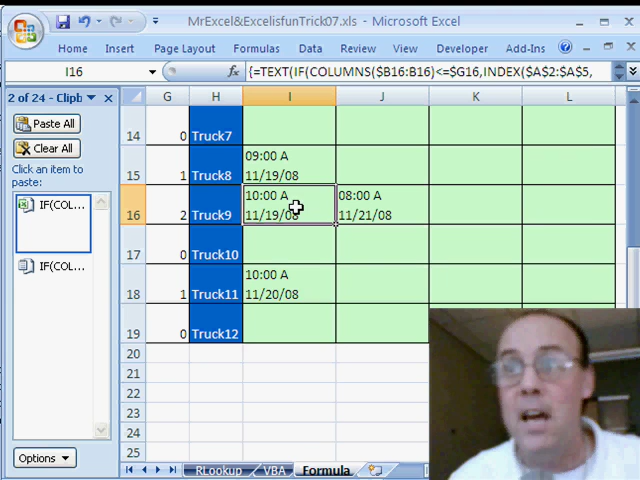 MrExcel&ExcelisfunTrick07.xls - Microsoft Excel
Home Insert Page Layout Formulas Data Review View Developer Add-Ins
I16 fx {=TEXT(IF(COLUMNS($B16:B16)<=$G16,INDEX($A$2:$A$5,
2 of 24 - Clipb
Paste All
Clear All
Click an item to
paste:
IF(COL...
IF(COL...
Options
G H I J K L
14 0 Truck7
09:00 A
15 1 Truck8 11/19/08
10:00 A 08:00 A
16 2 Truck9 11/19/08 11/21/08
17 0 Truck10
10:00 A
18 1 Truck11 11/20/08
19 0 Truck12
20
21
22
23
24
25
RLookup VBA Formula